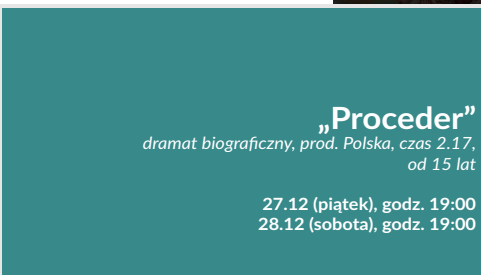 „Proceder”
dramat biograficzny, prod. Polska, czas 2.17,
od 15 lat
27.12 (piątek), godz. 19:00
28.12 (sobota), godz. 19:00